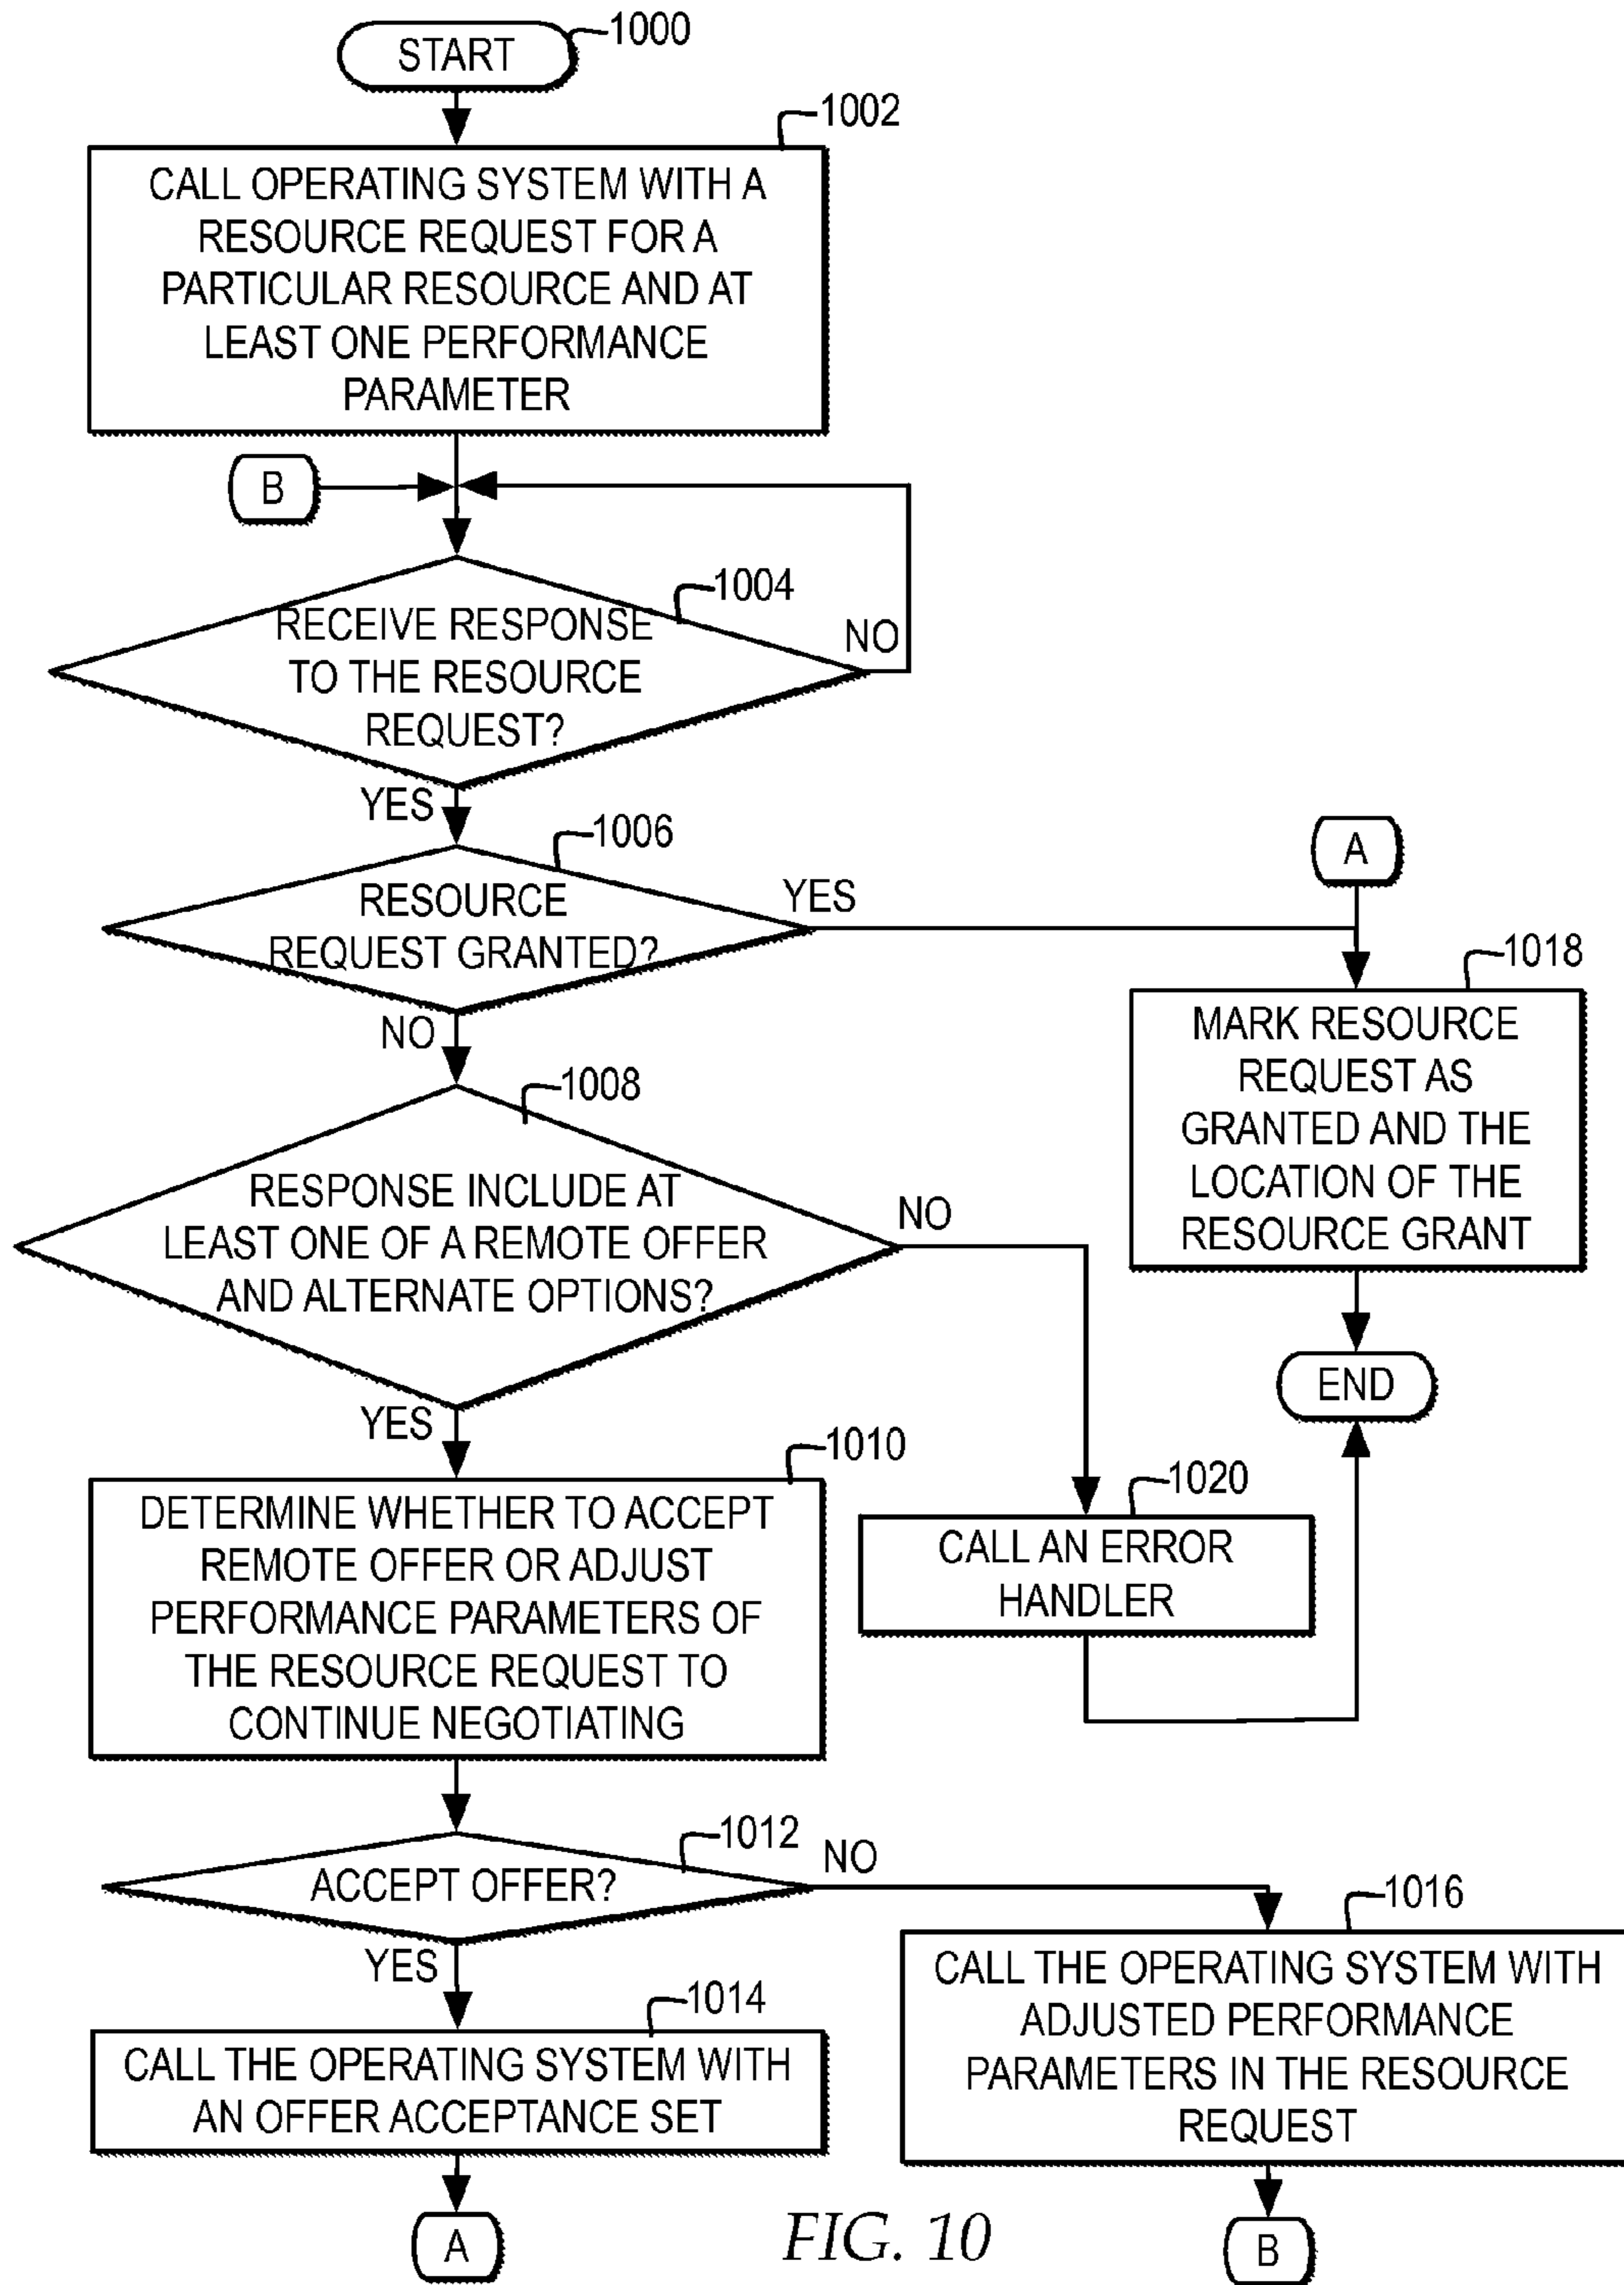 START
1000
1002
CALL OPERATING SYSTEM WITH A
RESOURCE REQUEST FOR A
PARTICULAR RESOURCE AND AT
LEAST ONE PERFORMANCE
PARAMETER
B
1004
RECEIVE RESPONSE
TO THE RESOURCE
REQUEST?
NO
YES
1006
RESOURCE
REQUEST GRANTED?
YES
NO
A
1018
MARK RESOURCE
REQUEST AS
GRANTED AND THE
LOCATION OF THE
RESOURCE GRANT
END
1008
RESPONSE INCLUDE AT
LEAST ONE OF A REMOTE OFFER
AND ALTERNATE OPTIONS?
NO
YES
1010
DETERMINE WHETHER TO ACCEPT
REMOTE OFFER OR ADJUST
PERFORMANCE PARAMETERS OF
THE RESOURCE REQUEST TO
CONTINUE NEGOTIATING
1020
CALL AN ERROR
HANDLER
1012
ACCEPT OFFER?
NO
YES
1014
CALL THE OPERATING SYSTEM WITH
AN OFFER ACCEPTANCE SET
A
1016
CALL THE OPERATING SYSTEM WITH
ADJUSTED PERFORMANCE
PARAMETERS IN THE RESOURCE
REQUEST
B
FIG. 10